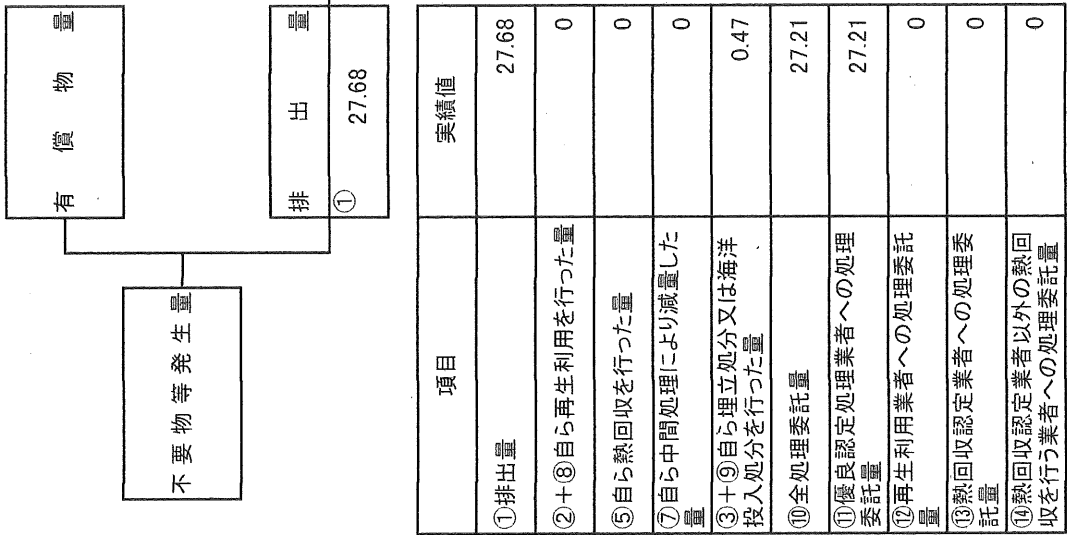 不要物等発生量
有償物量
排出量
①
27.68
項目 実績値
①排出量 27.68
②+⑧自ら再生利用を行った量 0
⑤自ら熱回収を行った量 0
⑦自ら中間処理により減量した
量 0
③+⑨自ら埋立処分又は海洋
投入処分を行った量 0.47
⑩全処理委託量 27.21
⑪優良認定処理業者への処理
委託量 27.21
⑫再生利用業者への処理委託
量 0
⑬熱回収認定業者への処理委
託量 0
⑭熱回収認定業者以外の熱回
収を行う業者への処理委託量 0